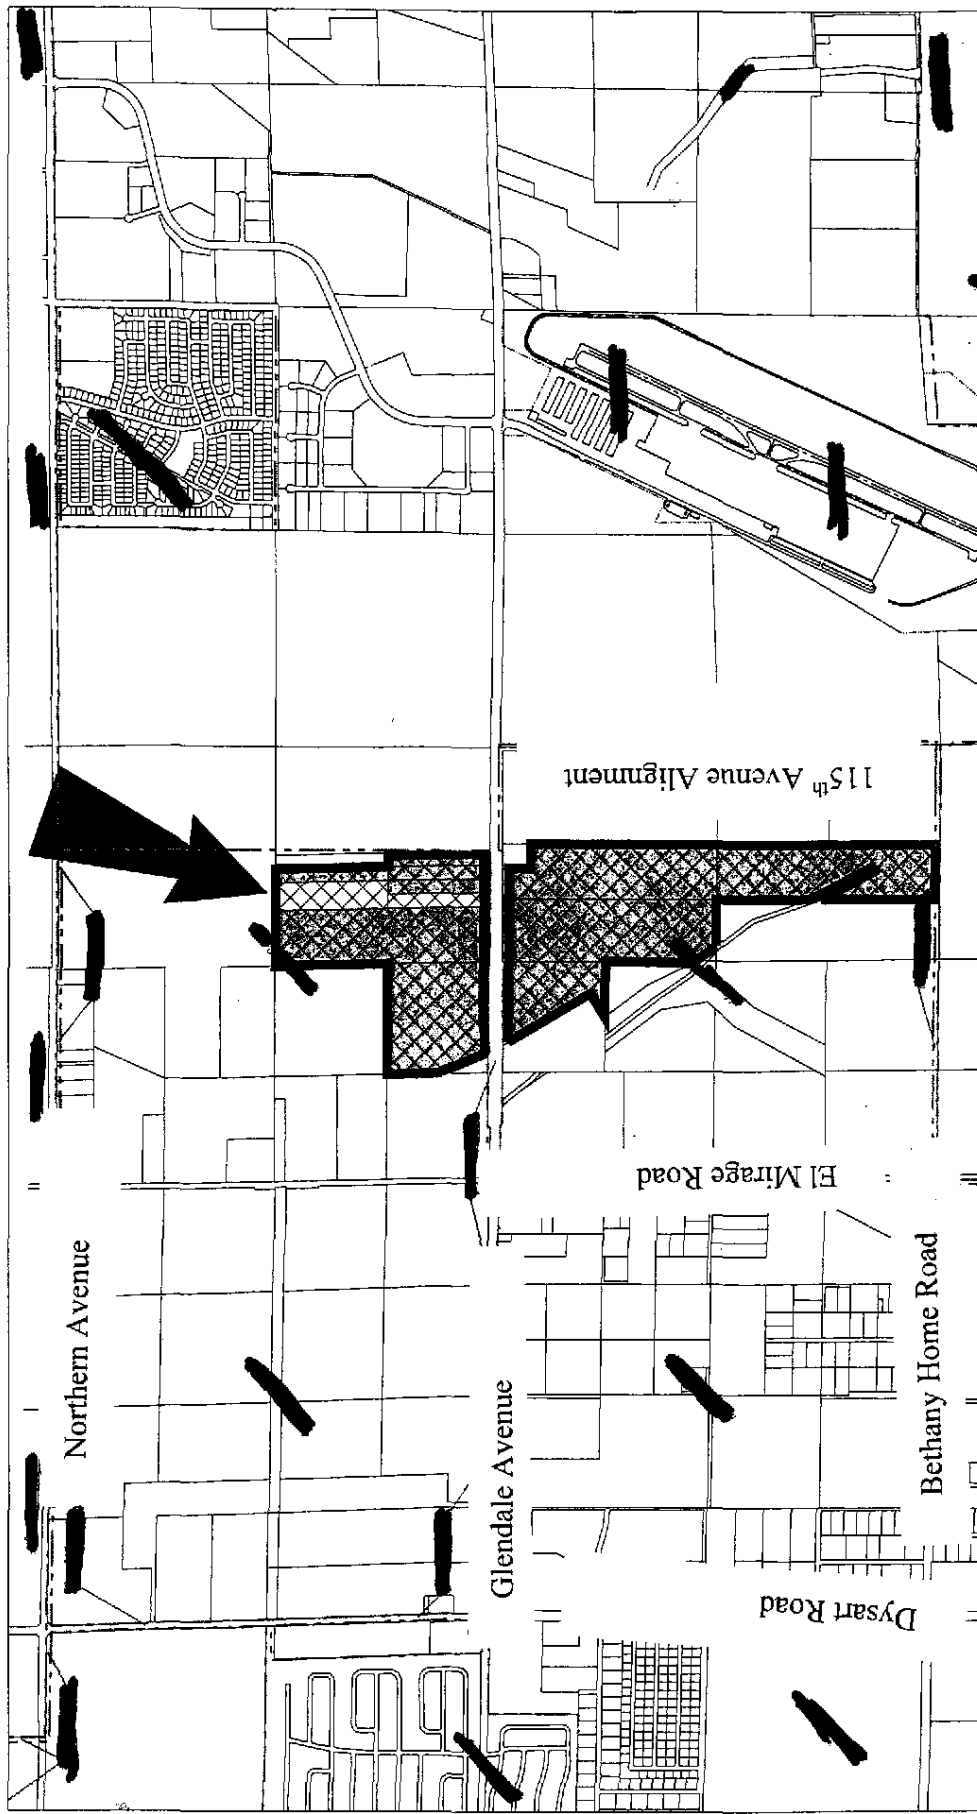 Northern Avenue
Glendale Avenue
Bethany Home Road
Dysart Road
El Mirage Road
115th Avenue Alignment